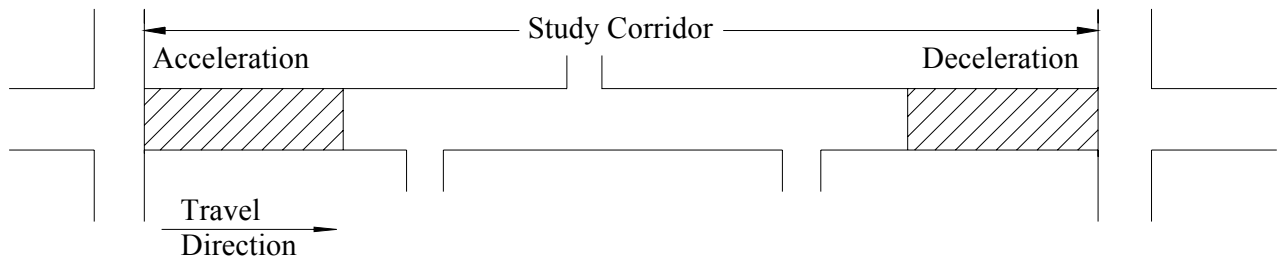 Study Corridor
Acceleration
Deceleration
Travel
Direction